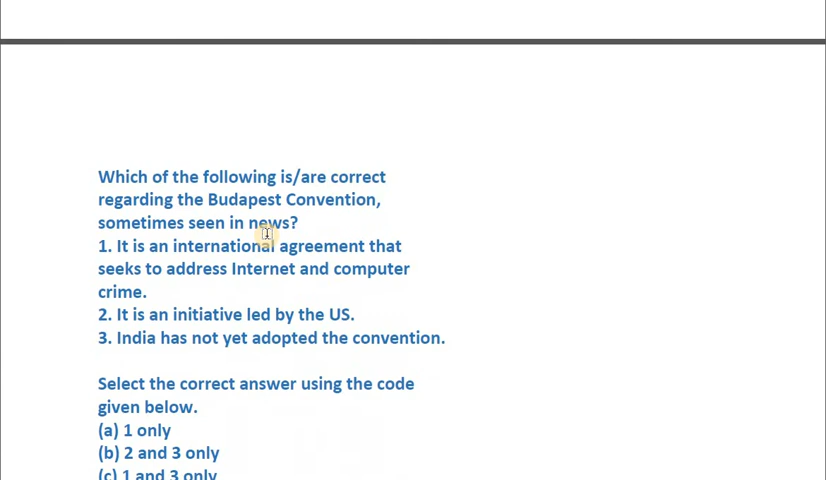 Which of the following is/are correct
regarding the Budapest Convention,
sometimes seen in news?
1. It is an international agreement that
seeks to address Internet and computer
crime.
2. It is an initiative led by the US.
3. India has not yet adopted the convention.
Select the correct answer using the code
given below.
(a) 1 only
(b) 2 and 3 only
(c) 1 and 3 only